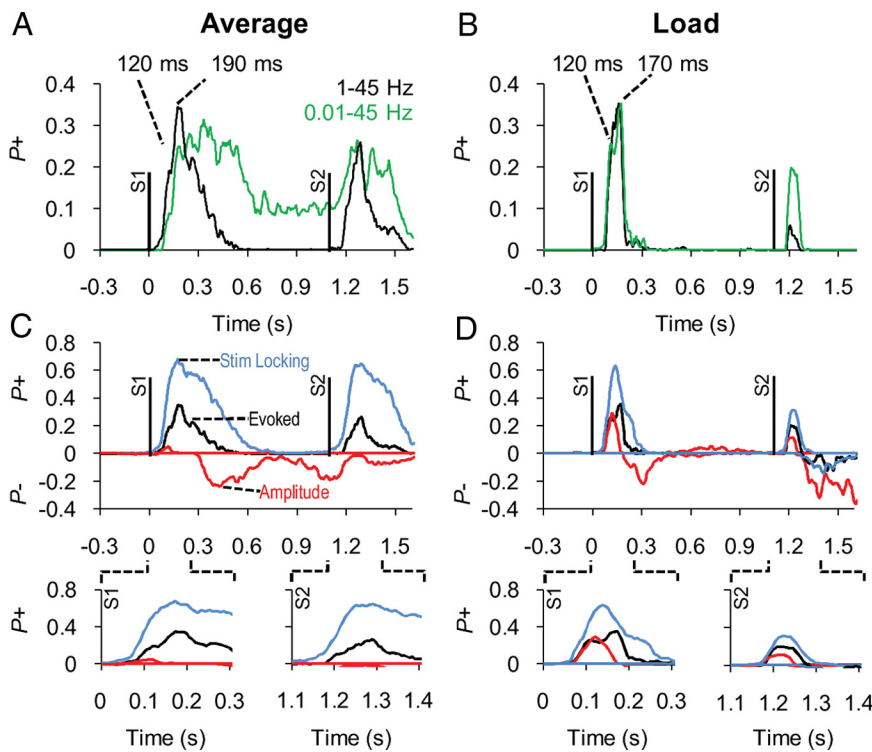 A Average
120 ms 190 ms
1-45 Hz
0.01-45 Hz
P+
0.4
0.3
0.2
0.1
0
S1
S2
-0.3 0 0.3 0.6 0.9 1.2 1.5
Time (s)
B Load
120 ms 170 ms
P+
0.4
0.3
0.2
0.1
0
S1
S2
-0.3 0 0.3 0.6 0.9 1.2 1.5
Time (s)
C
P- P+
0.8
0.6
0.4
0.2
0
-0.2
-0.4
S1
S2
Stim Locking
Evoked
Amplitude
-0.3 0 0.3 0.6 0.9 1.2 1.5
D
P- P+
0.8
0.6
0.4
0.2
0
-0.2
-0.4
S1
S2
-0.3 0 0.3 0.6 0.9 1.2 1.5
P+
0.8
0.4
0
S1
0 0.1 0.2 0.3
Time (s)
S2
1.1 1.2 1.3 1.4
Time (s)
P+
0.8
0.4
0
S1
0 0.1 0.2 0.3
Time (s)
S2
1.1 1.2 1.3 1.4
Time (s)